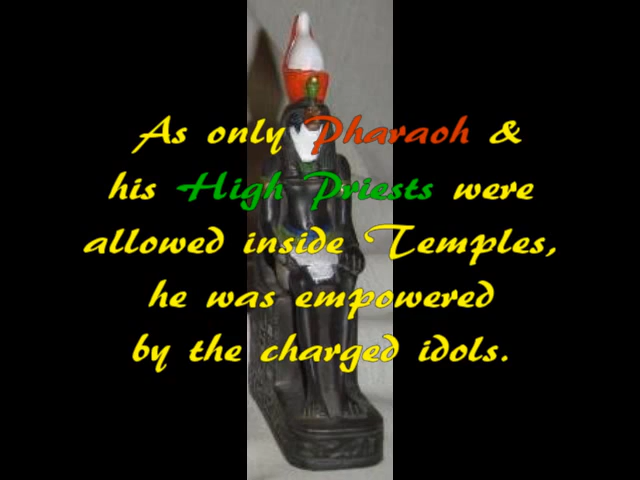 As only Pharaoh &
his High Priests were
allowed inside Temples,
he was empowered
by the charged idols.